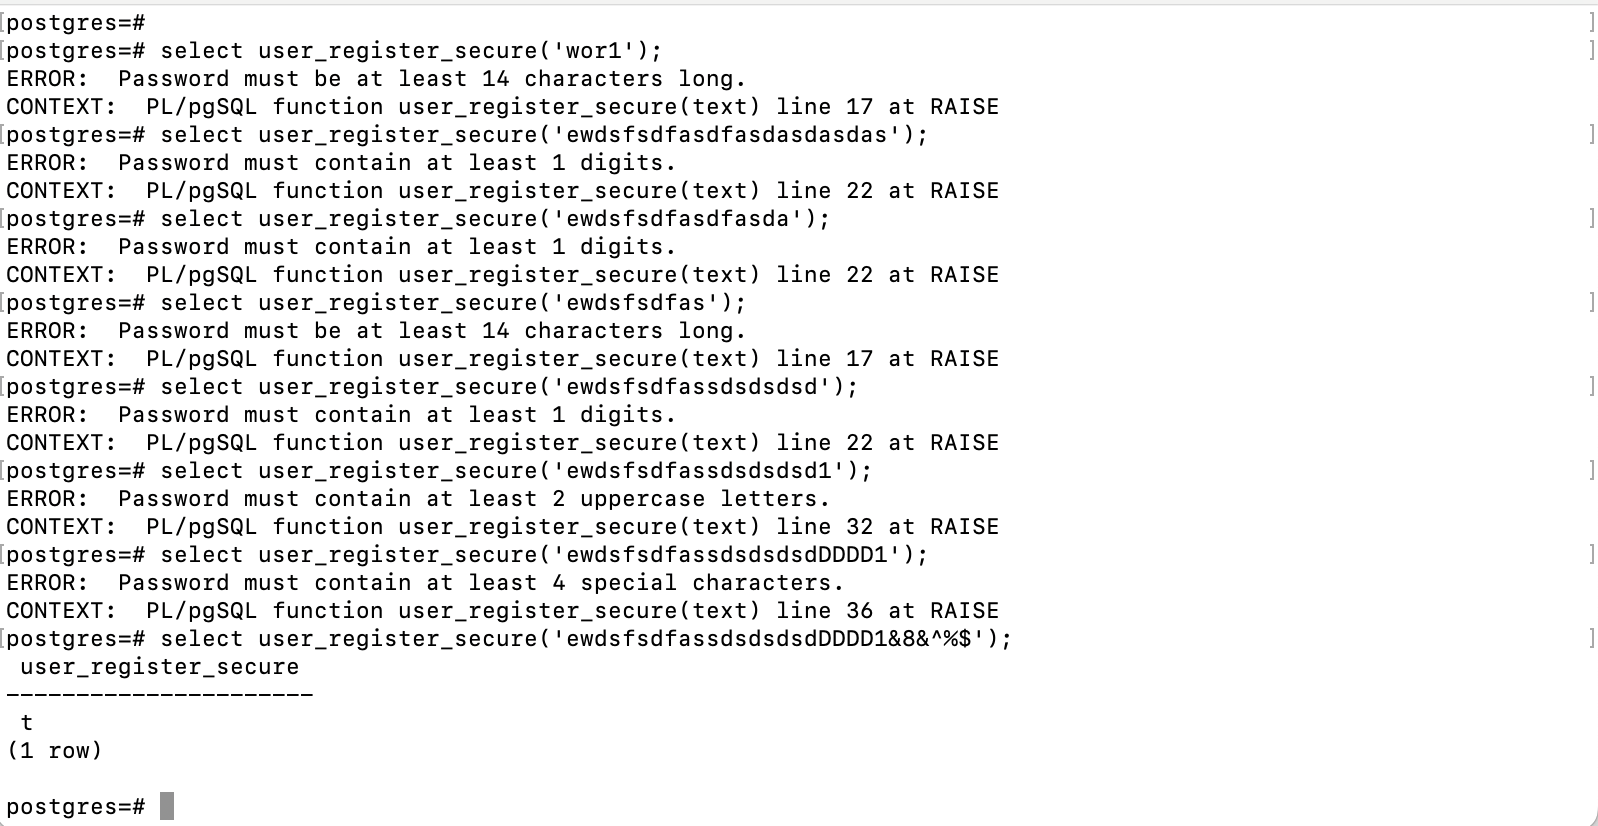 [postgres=# ]
[postgres=# select user_register_secure('wor1'); ]
ERROR:  Password must be at least 14 characters long.
CONTEXT:  PL/pgSQL function user_register_secure(text) line 17 at RAISE
[postgres=# select user_register_secure('ewdsfsdfasdfasdasdasdas'); ]
ERROR:  Password must contain at least 1 digits.
CONTEXT:  PL/pgSQL function user_register_secure(text) line 22 at RAISE
[postgres=# select user_register_secure('ewdsfsdfasdfasda'); ]
ERROR:  Password must contain at least 1 digits.
CONTEXT:  PL/pgSQL function user_register_secure(text) line 22 at RAISE
[postgres=# select user_register_secure('ewdsfsdfas'); ]
ERROR:  Password must be at least 14 characters long.
CONTEXT:  PL/pgSQL function user_register_secure(text) line 17 at RAISE
[postgres=# select user_register_secure('ewdsfsdfassdsdsdsd'); ]
ERROR:  Password must contain at least 1 digits.
CONTEXT:  PL/pgSQL function user_register_secure(text) line 22 at RAISE
[postgres=# select user_register_secure('ewdsfsdfassdsdsdsd1'); ]
ERROR:  Password must contain at least 2 uppercase letters.
CONTEXT:  PL/pgSQL function user_register_secure(text) line 32 at RAISE
[postgres=# select user_register_secure('ewdsfsdfassdsdsdsdDDDD1'); ]
ERROR:  Password must contain at least 4 special characters.
CONTEXT:  PL/pgSQL function user_register_secure(text) line 36 at RAISE
[postgres=# select user_register_secure('ewdsfsdfassdsdsdsdDDDD1&8&^%$'); ]
 user_register_secure
----------------------
 t
(1 row)
postgres=#